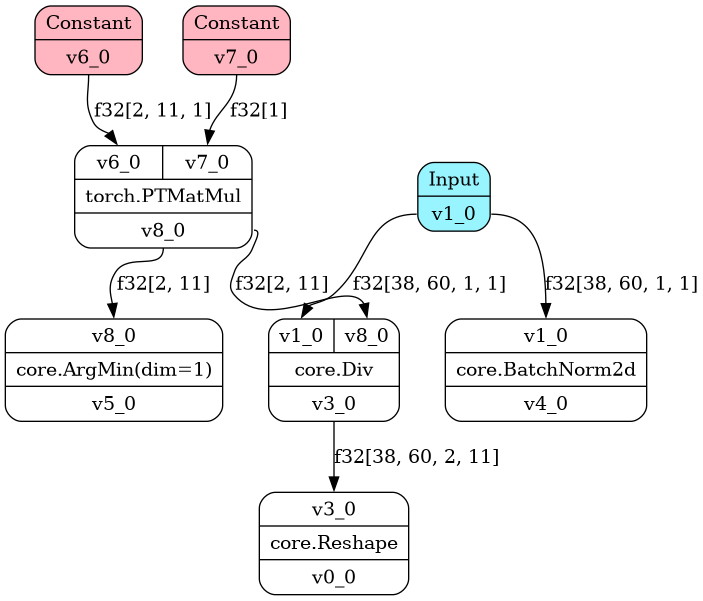 Constant
v6_0
Constant
v7_0
f32[2, 11, 1]
f32[1]
v6_0
v7_0
torch.PTMatMul
v8_0
Input
v1_0
f32[2, 11]
f32[2, 11]
f32[38, 60, 1, 1]
f32[38, 60, 1, 1]
v8_0
core.ArgMin(dim=1)
v5_0
v1_0
v8_0
core.Div
v3_0
v1_0
core.BatchNorm2d
v4_0
f32[38, 60, 2, 11]
v3_0
core.Reshape
v0_0